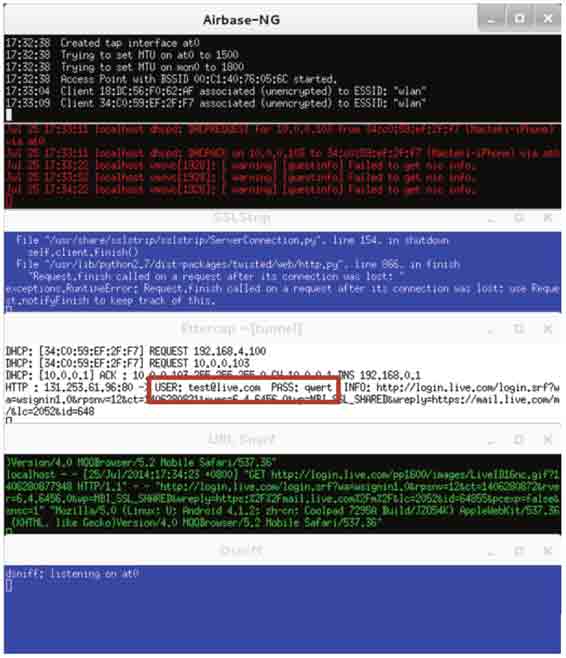 Airbase-NG
17:32:38 Created tap interface at0
17:32:38 Trying to set MTU on at0 to 1500
17:32:38 Trying to set MTU on mon0 to 1800
17:32:38 Access Point with BSSID 00:C1:40:76:05:6C started.
17:33:04 Client 18:DC:56:F0:62:AF associated (unencrypted) to ESSID: "wlan"
17:33:09 Client 34:C0:59:EF:2F:F7 associated (unencrypted) to ESSID: "wlan"
Jul 25 17:33:11 localhost dhcpd: DHCPREQUEST for 10.0.0.103 from 34:c0:59:ef:2f:f7
via at0
Jul 25 17:33:11 localhost dhcpd: DHCPACK on 10.0.0.103 to 34:c0:59:ef:2f:f7 via at0
Jul 25 17:33:22 localhost [1928]: [ warning] [guestinfo] Failed to get nic info.
Jul 25 17:33:52 localhost [1928]: [ warning] [guestinfo] Failed to get nic info.
Jul 25 17:34:22 localhost [1928]: [ warning] [guestinfo] Failed to get nic info.
SSLStrip
File "/usr/share/sslstrip/sslstrip/ServerConnection.py", line 154, in shutdown
self.client.finish()
File "/usr/lib/python2.7/dist-packages/twisted/web/http.py", line 866, in finish
"Request.finish called on a request after its connection was lost; "
exceptions.RuntimeError: Request.finish called on a request after its connection was lost; use Reque
st.notifyFinish to keep track of this.
Ettercap
DHCP: [34:C0:59:EF:2F:F7] REQUEST 192.168.4.100
DHCP: [34:C0:59:EF:2F:F7] REQUEST 10.0.0.103
DHCP: [10.0.0.1] ACK : 10.0.0.103 255.255.255.0 GW 10.0.0.1 DNS 192.168.0.1
HTTP : 131.253.61.96:80 -> USER: test@live.com PASS: qwert INFO: http://login.live.com/login.srf?w
a=wsignin1.0&rpsnv=12&ct=1406280821&rver=6.4.6456.0&wp=MBI_SSL_SHARED&wreply=https://mail.live.com/m
/&lc=2052&id=648
URL Snarf
)Version/4.0 MQQBrowser/5.2 Mobile Safari/537.36"
localhost - - [25/Jul/2014:17:34:23 +0800] "GET http://login.live.com/pp1600/images/LiveID16nc.gif?1
406280877948 HTTP/1.1" - - "http://login.live.com/login.srf?wa=wsignin1.0&rpsnv=12&ct=1406280872&rve
r=6.4.6456.0&wp=MBI_SSL_SHARED&wreply=https:%2F%2Fmail.live.com%2Fm%2F&lc=2052&id=64855&pcexp=false&
snsc=1" "Mozilla/5.0 (Linux; U; Android 4.1.2; zh-cn; Coolpad 7295A Build/JZO54K) AppleWebKit/537.36
(KHTML, like Gecko)Version/4.0 MQQBrowser/5.2 Mobile Safari/537.36"
Dsniff
dsniff: listening on at0